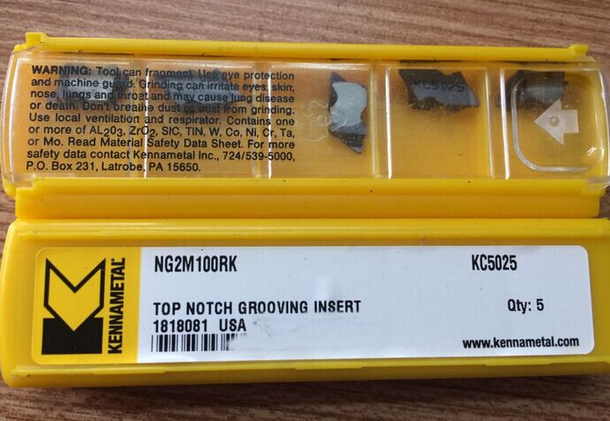 WARNING: Tool can fragment. Use eye protection
and machine guard. Grinding can irritate eyes, skin,
nose, lungs and throat and may cause lung disease
or death. Don't breathe dust or mist from grinding.
Use local ventilation and respirator. Contains one
or more of AL203, ZrO2, SIC, TIN, W, Co, Ni, Cr, Ta,
or Mo. Read Material Safety Data Sheet. For more
safety data contact Kennametal Inc., 724/539-5000,
P.O. Box 231, Latrobe, PA 15650.
KC5025
KENNAMETAL
NG2M100RK KC5025
TOP NOTCH GROOVING INSERT
1818081 USA
Qty: 5
www.kennametal.com